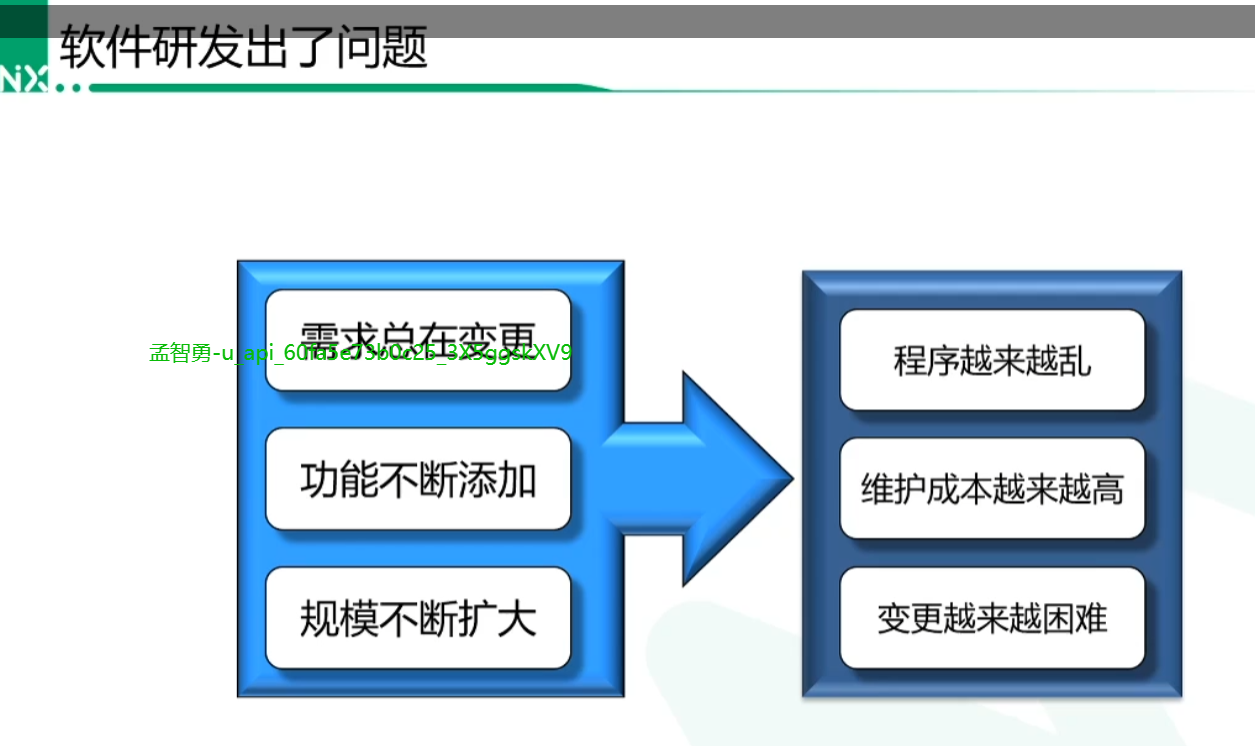 软件研发出了问题
NiX
需求总在变更
孟智勇-u_api_60fa5e73b0c25_3XsggskXV9
功能不断添加
规模不断扩大
程序越来越乱
维护成本越来越高
变更越来越困难